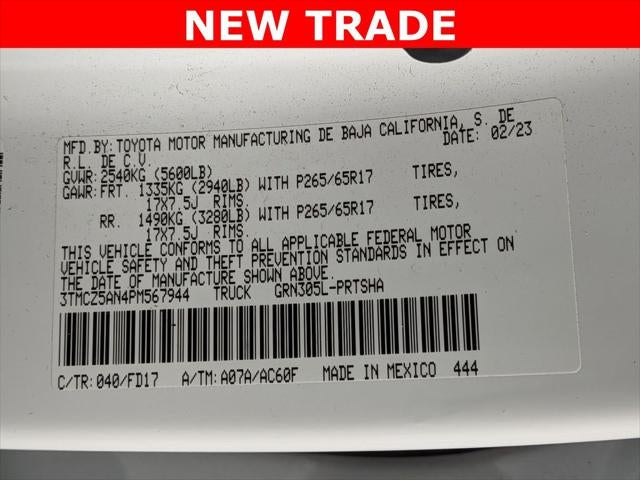 NEW TRADE
MFD.BY:TOYOTA MOTOR MANUFACTURING DE BAJA CALIFORNIA, S. DE
R.L. DE C.V. DATE: 02/23
GVWR:2540KG (5600LB)
GAWR:FRT. 1335KG (2940LB) WITH P265/65R17 TIRES,
17X7.5J RIMS.
RR. 1490KG (3280LB) WITH P265/65R17 TIRES,
17X7.5J RIMS.
THIS VEHICLE CONFORMS TO ALL APPLICABLE FEDERAL MOTOR
VEHICLE SAFETY AND THEFT PREVENTION STANDARDS IN EFFECT ON
THE DATE OF MANUFACTURE SHOWN ABOVE.
3TMCZ5AN4PM567944 TRUCK GRN305L-PRTSHA
C/TR:040/FD17 A/TM:A07A/AC60F MADE IN MEXICO 444